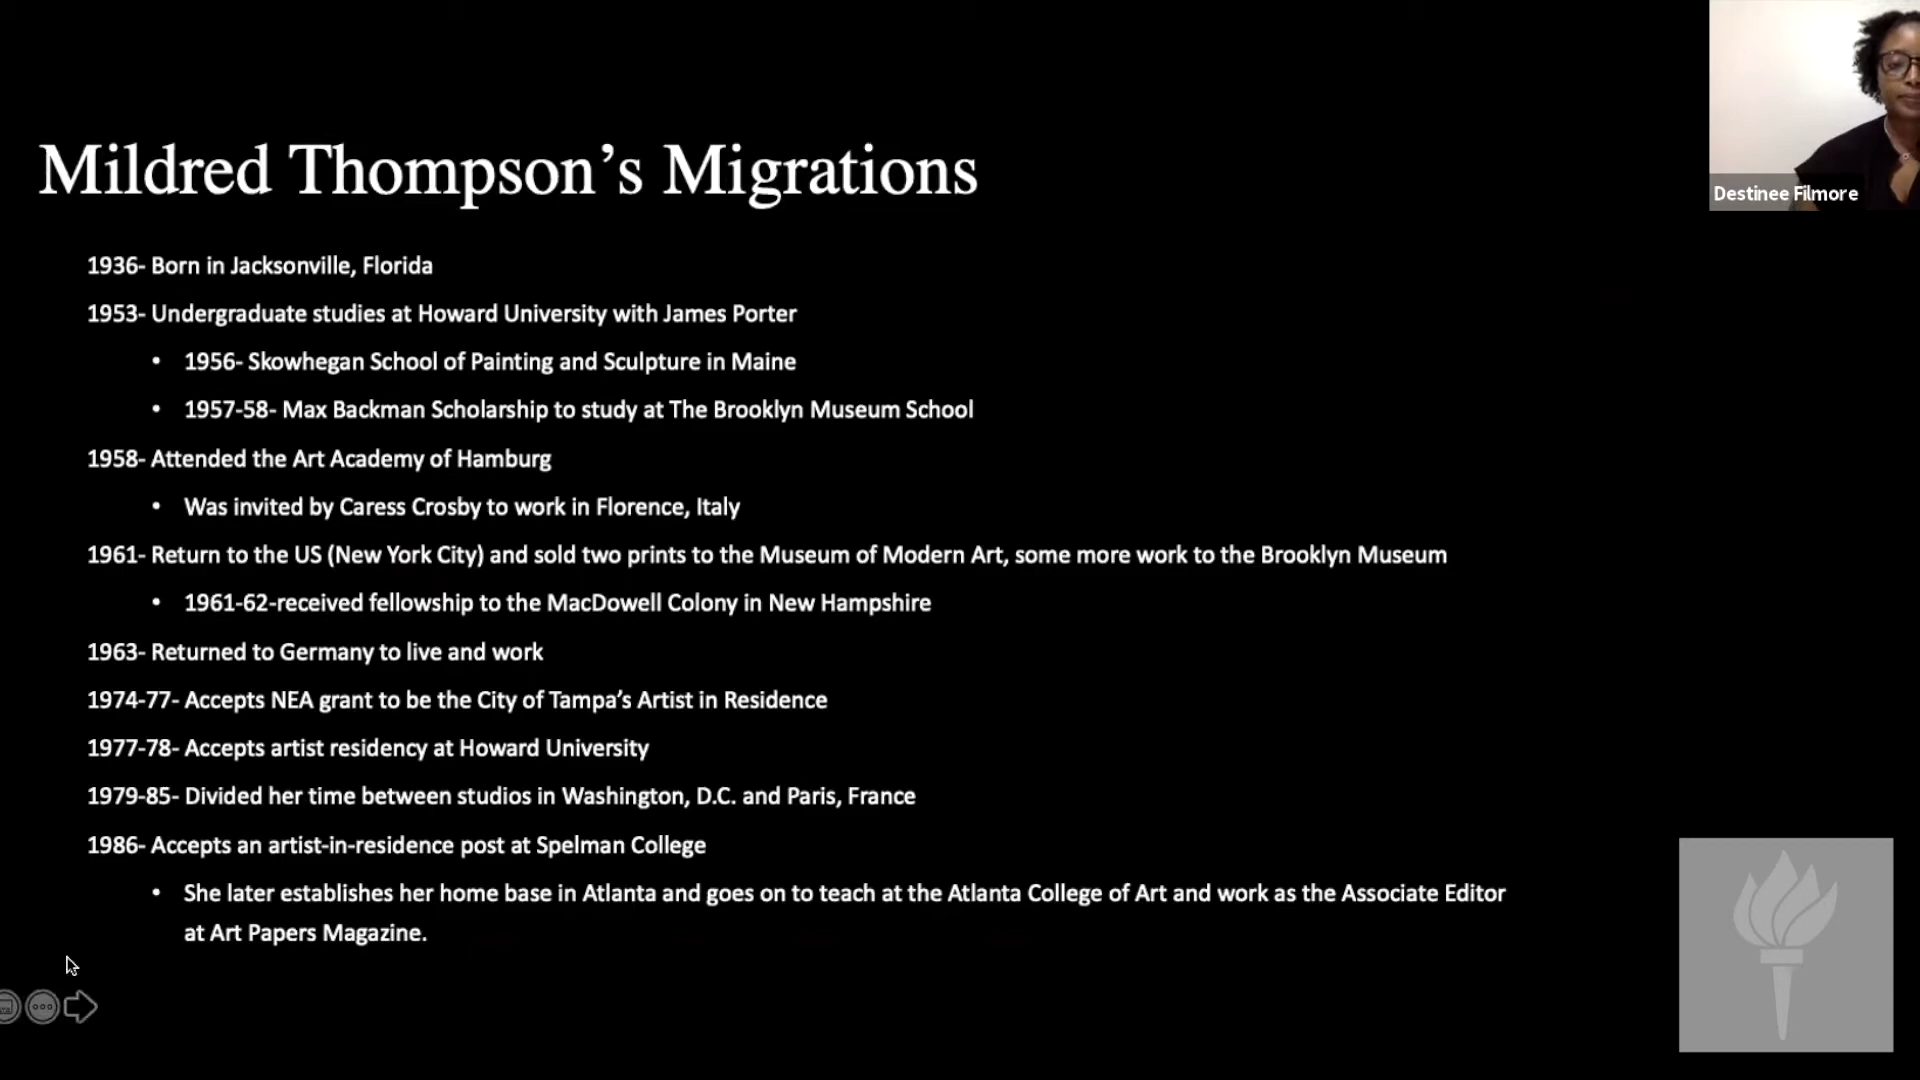 Mildred Thompson’s Migrations
Destinee Filmore
1936- Born in Jacksonville, Florida
1953- Undergraduate studies at Howard University with James Porter
• 1956- Skowhegan School of Painting and Sculpture in Maine
• 1957-58- Max Backman Scholarship to study at The Brooklyn Museum School
1958- Attended the Art Academy of Hamburg
• Was invited by Caress Crosby to work in Florence, Italy
1961- Return to the US (New York City) and sold two prints to the Museum of Modern Art, some more work to the Brooklyn Museum
• 1961-62-received fellowship to the MacDowell Colony in New Hampshire
1963- Returned to Germany to live and work
1974-77- Accepts NEA grant to be the City of Tampa’s Artist in Residence
1977-78- Accepts artist residency at Howard University
1979-85- Divided her time between studios in Washington, D.C. and Paris, France
1986- Accepts an artist-in-residence post at Spelman College
• She later establishes her home base in Atlanta and goes on to teach at the Atlanta College of Art and work as the Associate Editor
at Art Papers Magazine.